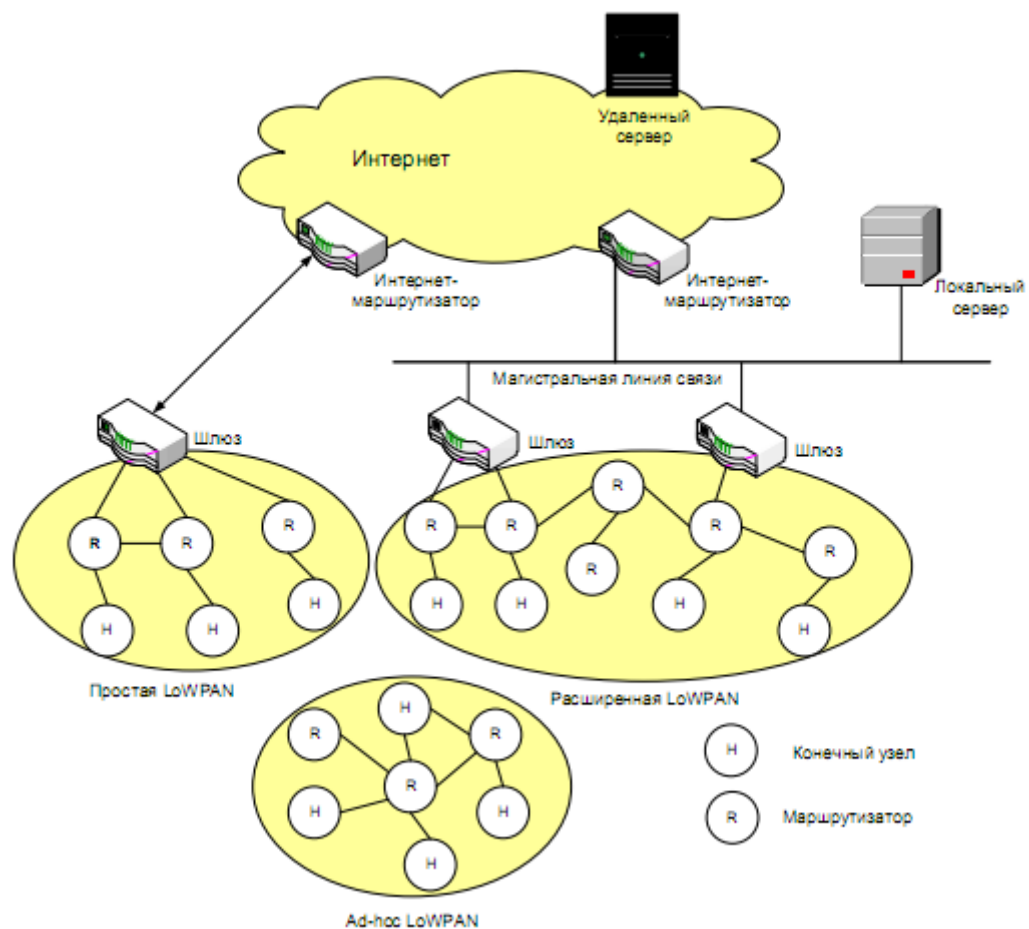 Удаленный
сервер
Интернет
Интернет-
маршрутизатор
Интернет-
маршрутизатор
Локальный
сервер
Магистральная линия связи
Шлюз
Шлюз
Шлюз
R
R
R
H
H
H
R
R
R
R
R
R
H
H
H
H
Простая LoWPAN
Расширенная LoWPAN
H
R
R
R
H
H
H
Ad-hoc LoWPAN
H
Конечный узел
R
Маршрутизатор